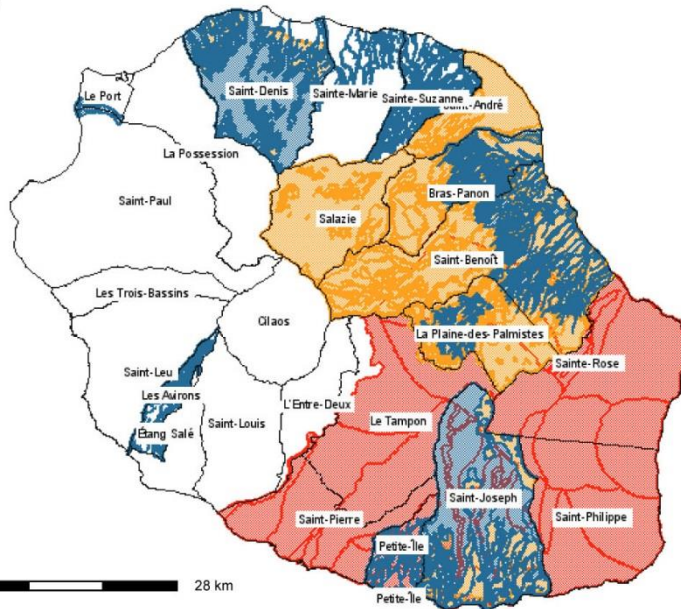 Saint-Denis
Sainte-Marie
Sainte-Suzanne
Saint-André
Le Port
La Possession
Saint-Paul
Bras-Panon
Salazie
Saint-Benoît
Les Trois-Bassins
Cilaos
La Plaine-des-Palmistes
Sainte-Rose
Saint-Leu
Les Avirons
L'Entre-Deux
Étang Salé
Saint-Louis
Le Tampon
Saint-Joseph
Saint-Pierre
Saint-Philippe
Petite-Île
Petite-Île
28 km